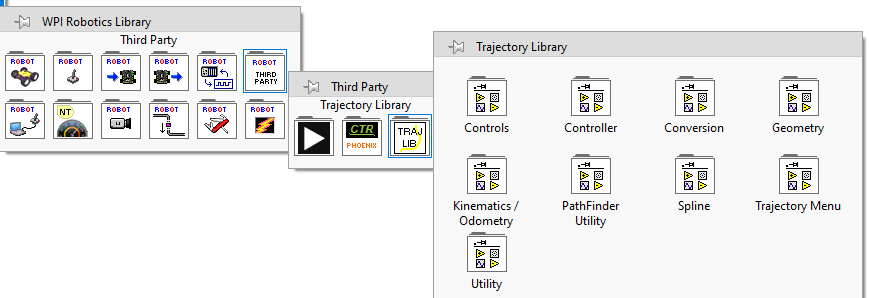 WPI Robotics Library
Third Party
ROBOT ROBOT ROBOT ROBOT ROBOT ROBOT
THIRD
PARTY
ROBOT NT ROBOT ROBOT ROBOT ROBOT
Third Party
Trajectory Library
CTR
PHOENIX
TRAJ
LIB
Trajectory Library
Controls Controller Conversion Geometry
Kinematics /
Odometry
PathFinder
Utility
Spline Trajectory Menu
Utility